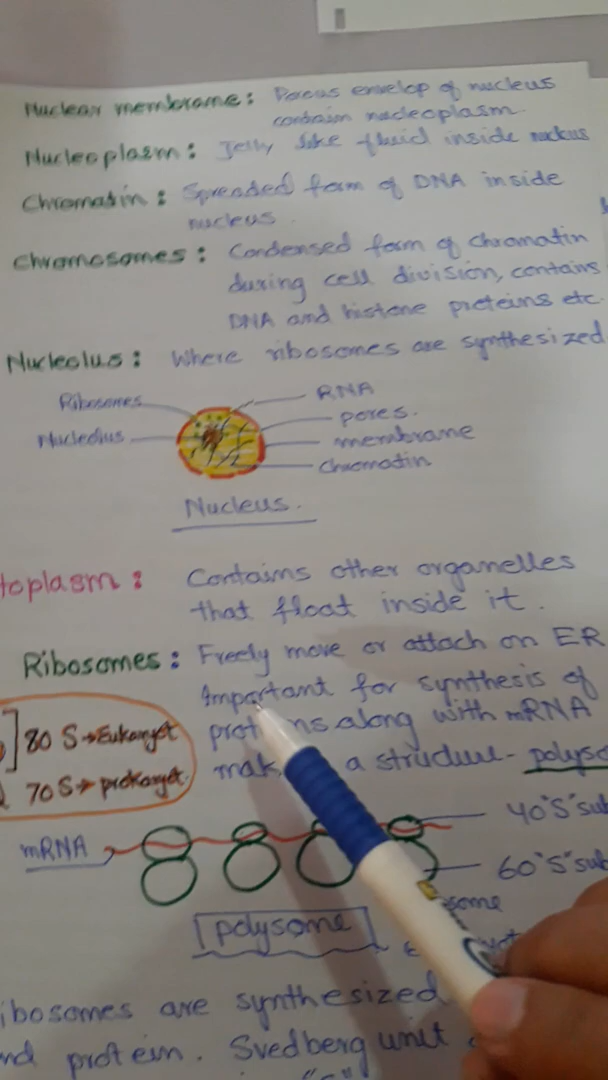 Nuclear membrane: Porous envelop of nucleus
contain nucleoplasm
Nucleoplasm: Jelly like fluid inside nucleus
Chromatin: Spreaded form of DNA inside
nucleus.
Chromosomes: Condensed form of chromatin
during cell division, contains
DNA and histone proteins etc.
Nucleolus: Where ribosomes are synthesized
Ribosomes
Nucleolus
RNA
pores.
membrane
chromatin
Nucleus.
toplasm: Contains other organelles
that float inside it.
Ribosomes: Freely move or attach on ER
Important for synthesis of
proteins along with mRNA
mak a structure - polyso
80 S → Eukaryot
70 S → prokaryot.
mRNA
40"S" sub
60"S" sub
some
polysome
ibosomes are synthesized
nd protein. Svedberg unit